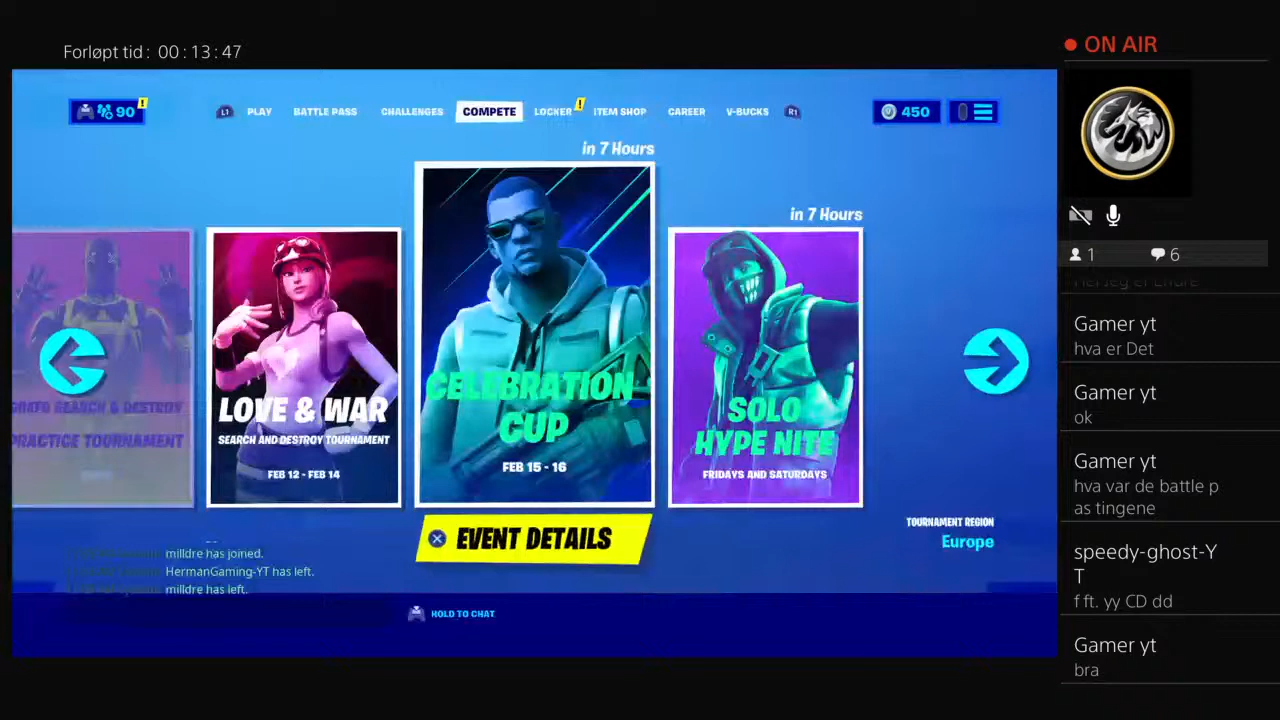 Forløpt tid: 00:13:47
ON AIR
90
L1 PLAY BATTLE PASS CHALLENGES COMPETE LOCKER ITEM SHOP CAREER V-BUCKS R1
450
in 7 Hours
in 7 Hours
SEARCH & DESTROY
PRACTICE TOURNAMENT
LOVE & WAR
SEARCH AND DESTROY TOURNAMENT
FEB 12 - FEB 14
CELEBRATION
CUP
FEB 15 - 16
SOLO
HYPE NITE
FRIDAYS AND SATURDAYS
EVENT DETAILS
TOURNAMENT REGION
Europe
milldre has joined.
HermanGaming-YT has left.
milldre has left.
HOLD TO CHAT
1 6
Gamer yt
hva er Det
Gamer yt
ok
Gamer yt
hva var de battle p
as tingene
speedy-ghost-Y
T
f ft. yy CD dd
Gamer yt
bra